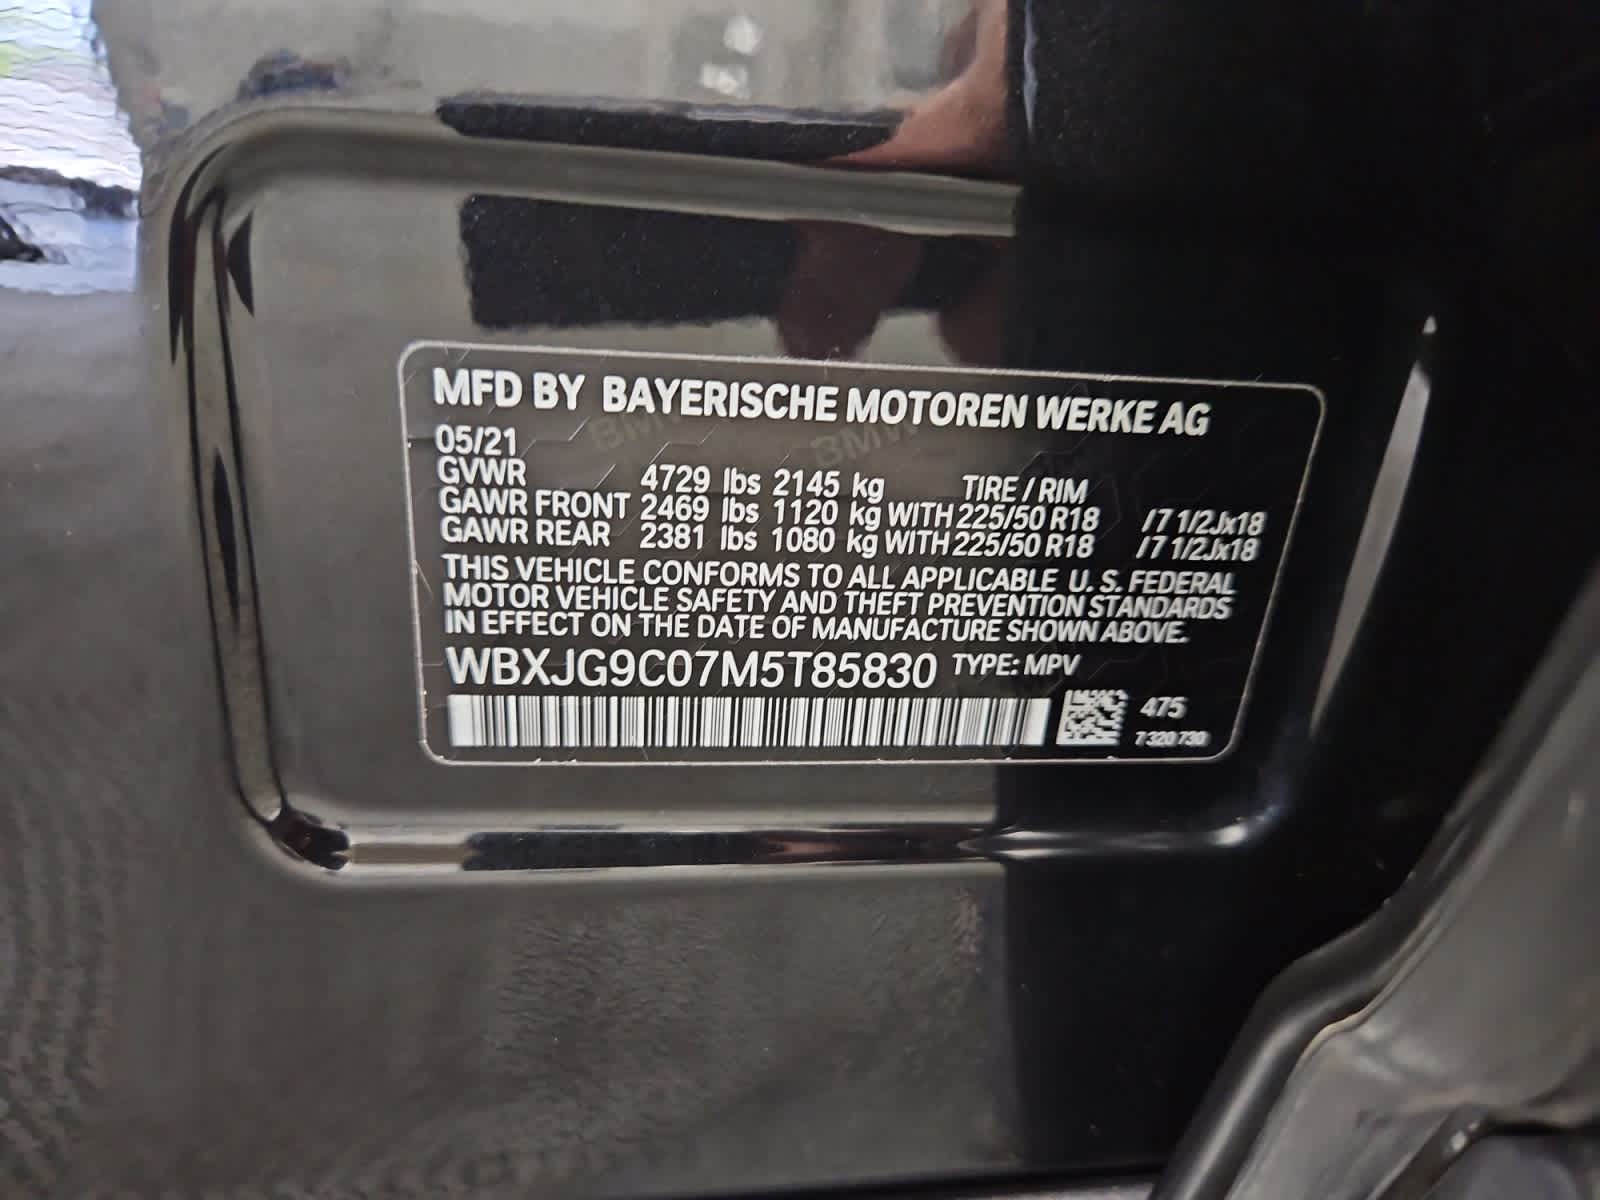 MFD BY BAYERISCHE MOTOREN WERKE AG
05/21
GVWR 4729 lbs 2145 kg TIRE / RIM
GAWR FRONT 2469 lbs 1120 kg WITH 225/50 R18 /7 1/2Jx18
GAWR REAR 2381 lbs 1080 kg WITH 225/50 R18 /7 1/2Jx18
THIS VEHICLE CONFORMS TO ALL APPLICABLE U. S. FEDERAL
MOTOR VEHICLE SAFETY AND THEFT PREVENTION STANDARDS
IN EFFECT ON THE DATE OF MANUFACTURE SHOWN ABOVE.
WBXJG9C07M5T85830 TYPE: MPV
475
7 320 730
BMW
BMW